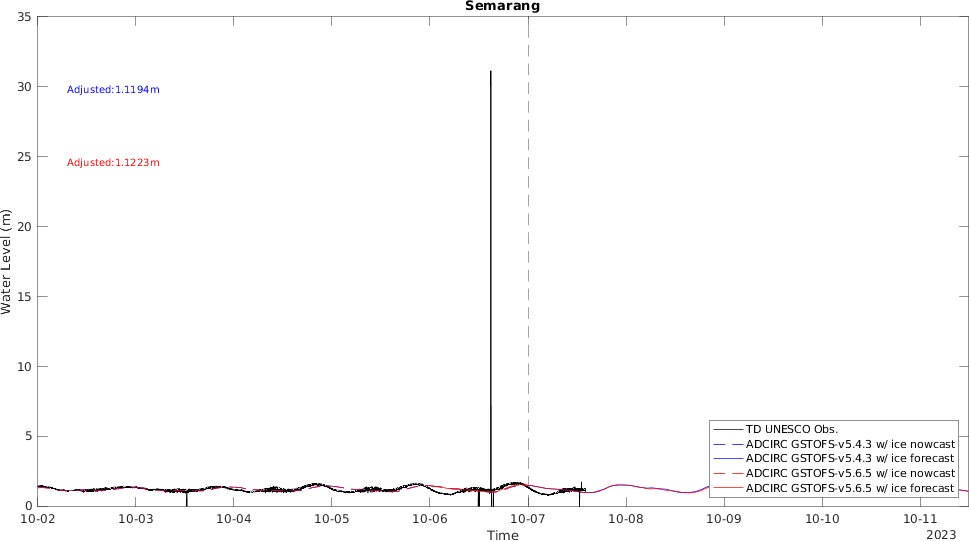 Semarang
35
30
25
20
15
10
5
0
Water Level (m)
Adjusted:1.1194m
Adjusted:1.1223m
TD UNESCO Obs.
ADCIRC GSTOFS-v5.4.3 w/ ice nowcast
ADCIRC GSTOFS-v5.4.3 w/ ice forecast
ADCIRC GSTOFS-v5.6.5 w/ ice nowcast
ADCIRC GSTOFS-v5.6.5 w/ ice forecast
10-02 10-03 10-04 10-05 10-06 10-07 10-08 10-09 10-10 10-11
Time
2023